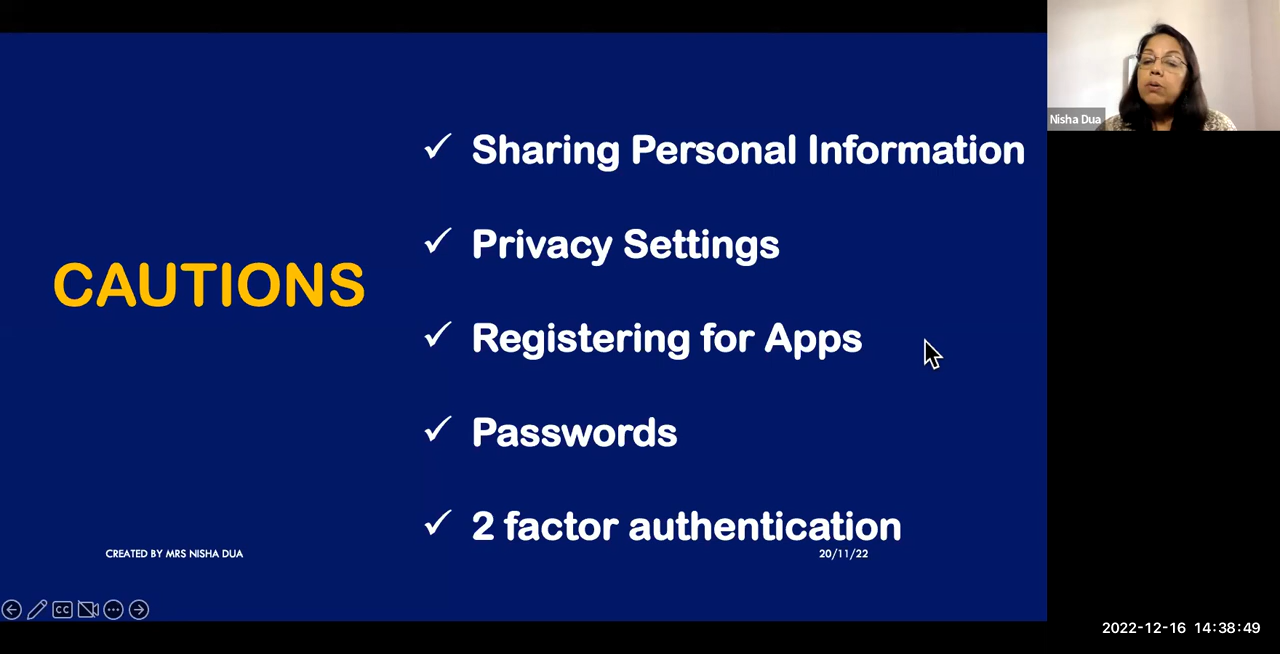 Nisha Dua
CAUTIONS
✓ Sharing Personal Information
✓ Privacy Settings
✓ Registering for Apps
✓ Passwords
✓ 2 factor authentication
CREATED BY MRS NISHA DUA
20/11/22
CC
2022-12-16 14:38:49